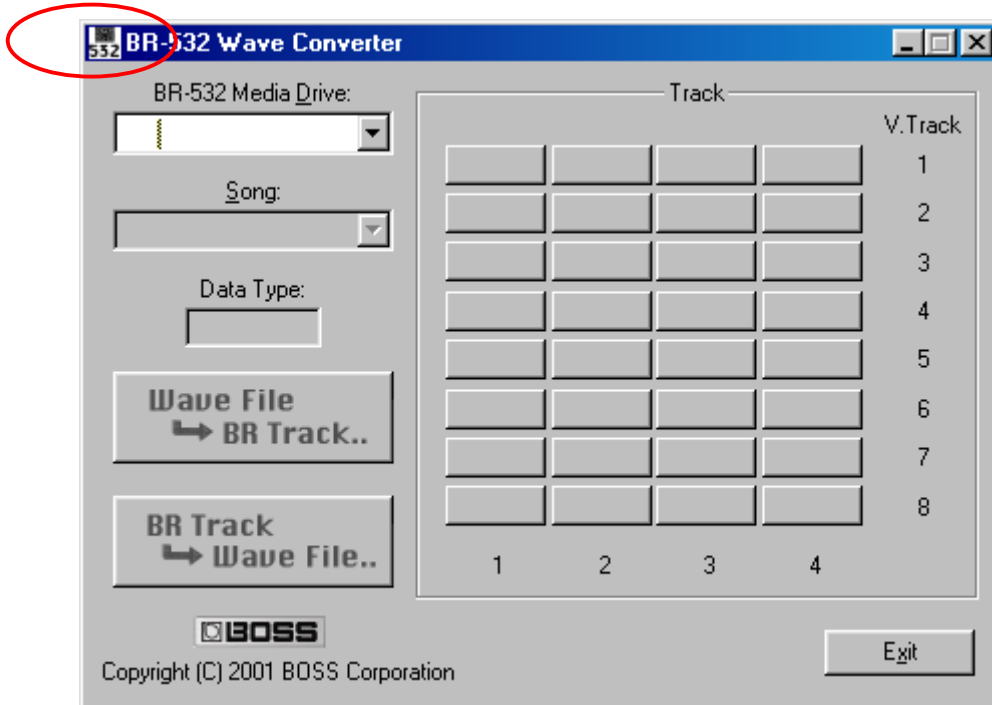 532 BR-532 Wave Converter
BR-532 Media Drive:
Song:
Data Type:
Wave File
BR Track..
BR Track
Wave File..
BOSS
Copyright (C) 2001 BOSS Corporation
Track
V.Track
1
2
3
4
5
6
7
8
1 2 3 4
Exit